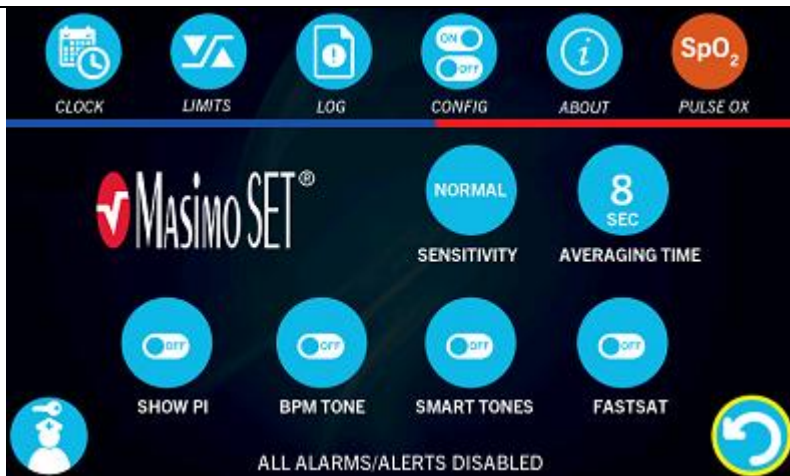 ON
OFF
i
SpO₂
CLOCK
LIMITS
LOG
CONFIG
ABOUT
PULSE OX
Masimo SET®
NORMAL
8
SEC
SENSITIVITY
AVERAGING TIME
OFF
OFF
OFF
OFF
SHOW PI
BPM TONE
SMART TONES
FASTSAT
ALL ALARMS/ALERTS DISABLED